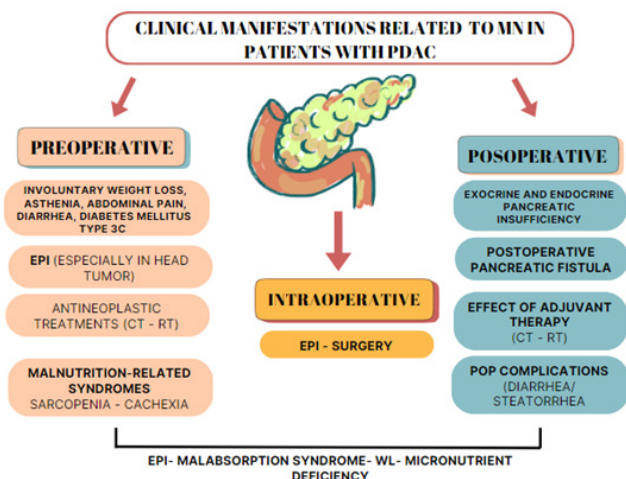 CLINICAL MANIFESTATIONS RELATED TO MN IN
PATIENTS WITH PDAC
PREOPERATIVE
INVOLUNTARY WEIGHT LOSS,
ASTHENIA, ABDOMINAL PAIN,
DIARRHEA, DIABETES MELLITUS
TYPE 3C
EPI (ESPECIALLY IN HEAD
TUMOR)
ANTINEOPLASTIC
TREATMENTS (CT - RT)
MALNUTRITION-RELATED
SYNDROMES
SARCOPENIA - CACHEXIA
INTRAOPERATIVE
EPI - SURGERY
POSOPERATIVE
EXOCRINE AND ENDOCRINE
PANCREATIC
INSUFFICIENCY
POSTOPERATIVE
PANCREATIC FISTULA
EFFECT OF ADJUVANT
THERAPY
(CT - RT)
POP COMPLICATIONS
(DIARRHEA/
STEATORRHEA
EPI- MALABSORPTION SYNDROME- WL- MICRONUTRIENT
DEFICIENCY